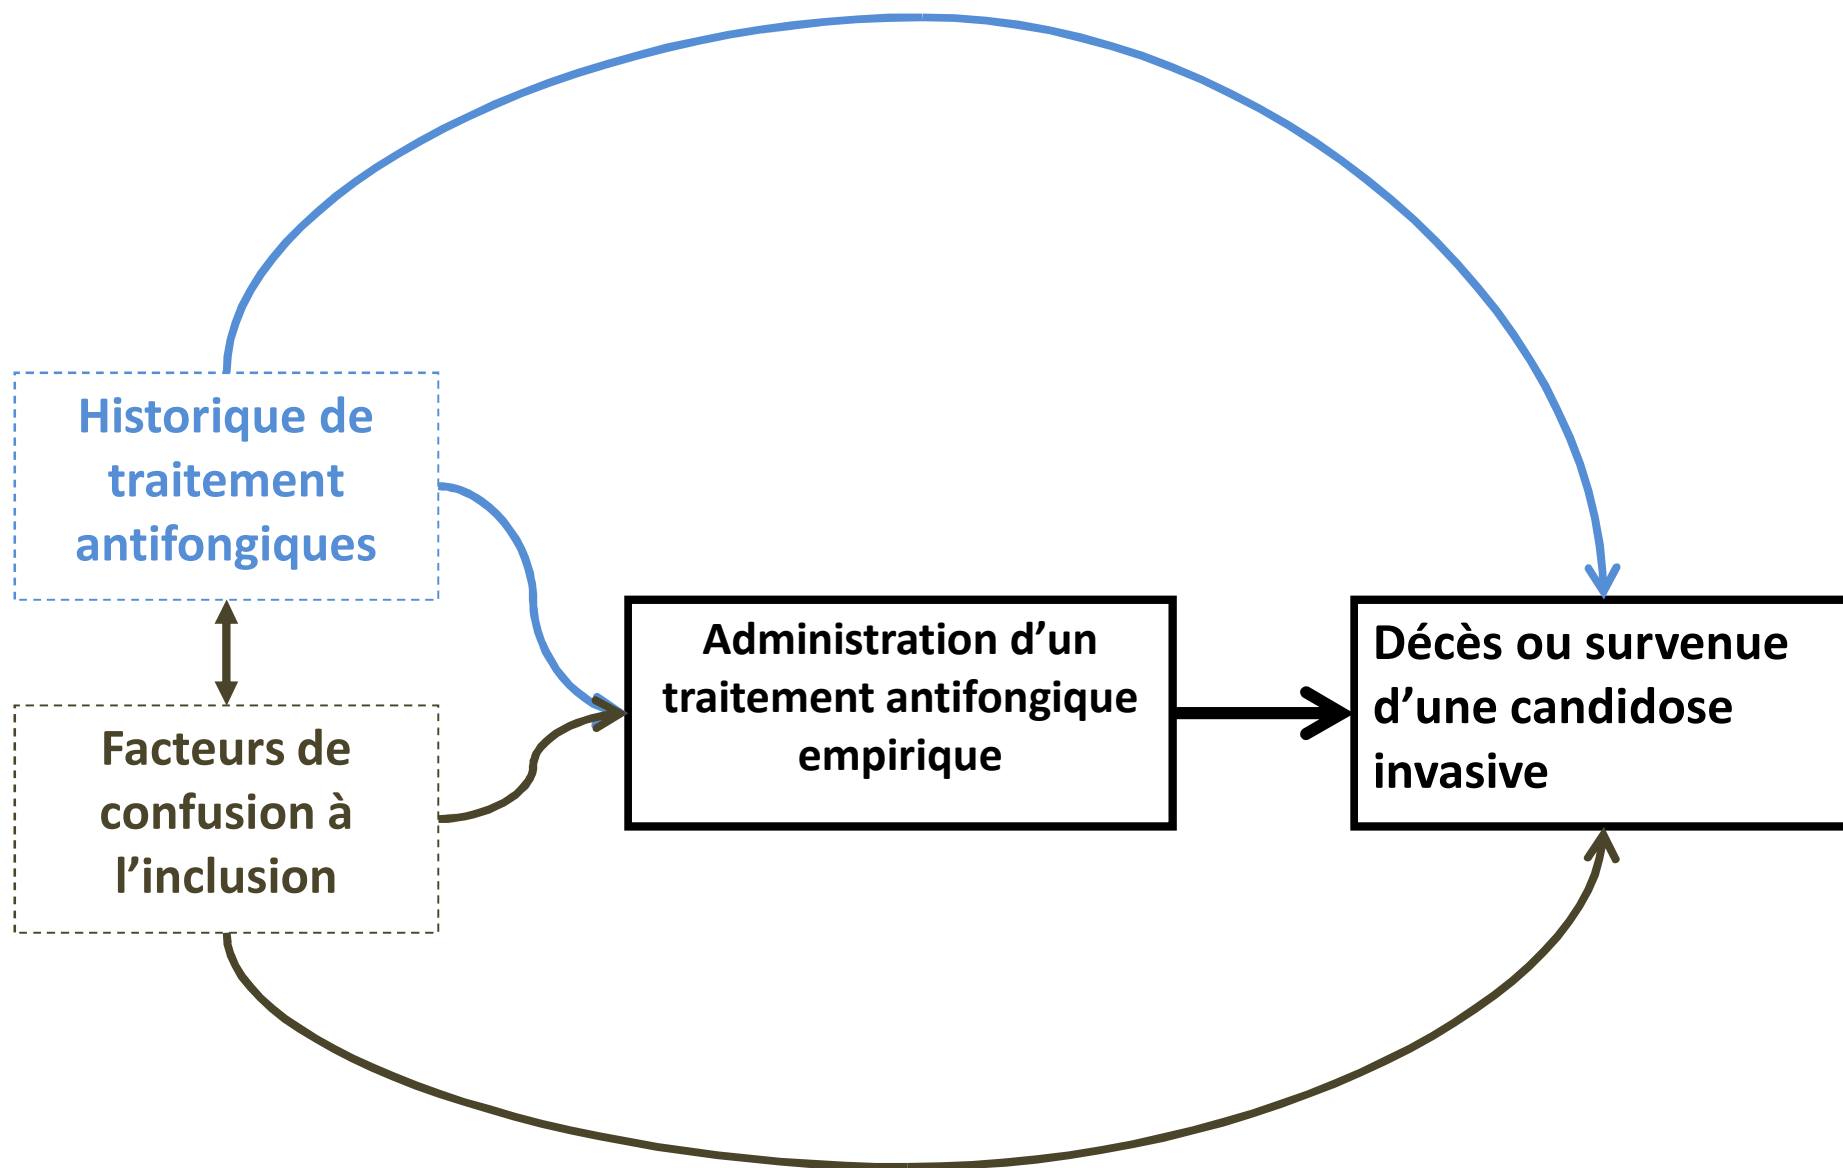 Historique de
traitement
antifongiques
Facteurs de
confusion à
l’inclusion
Administration d’un
traitement antifongique
empirique
Décès ou survenue
d’une candidose
invasive